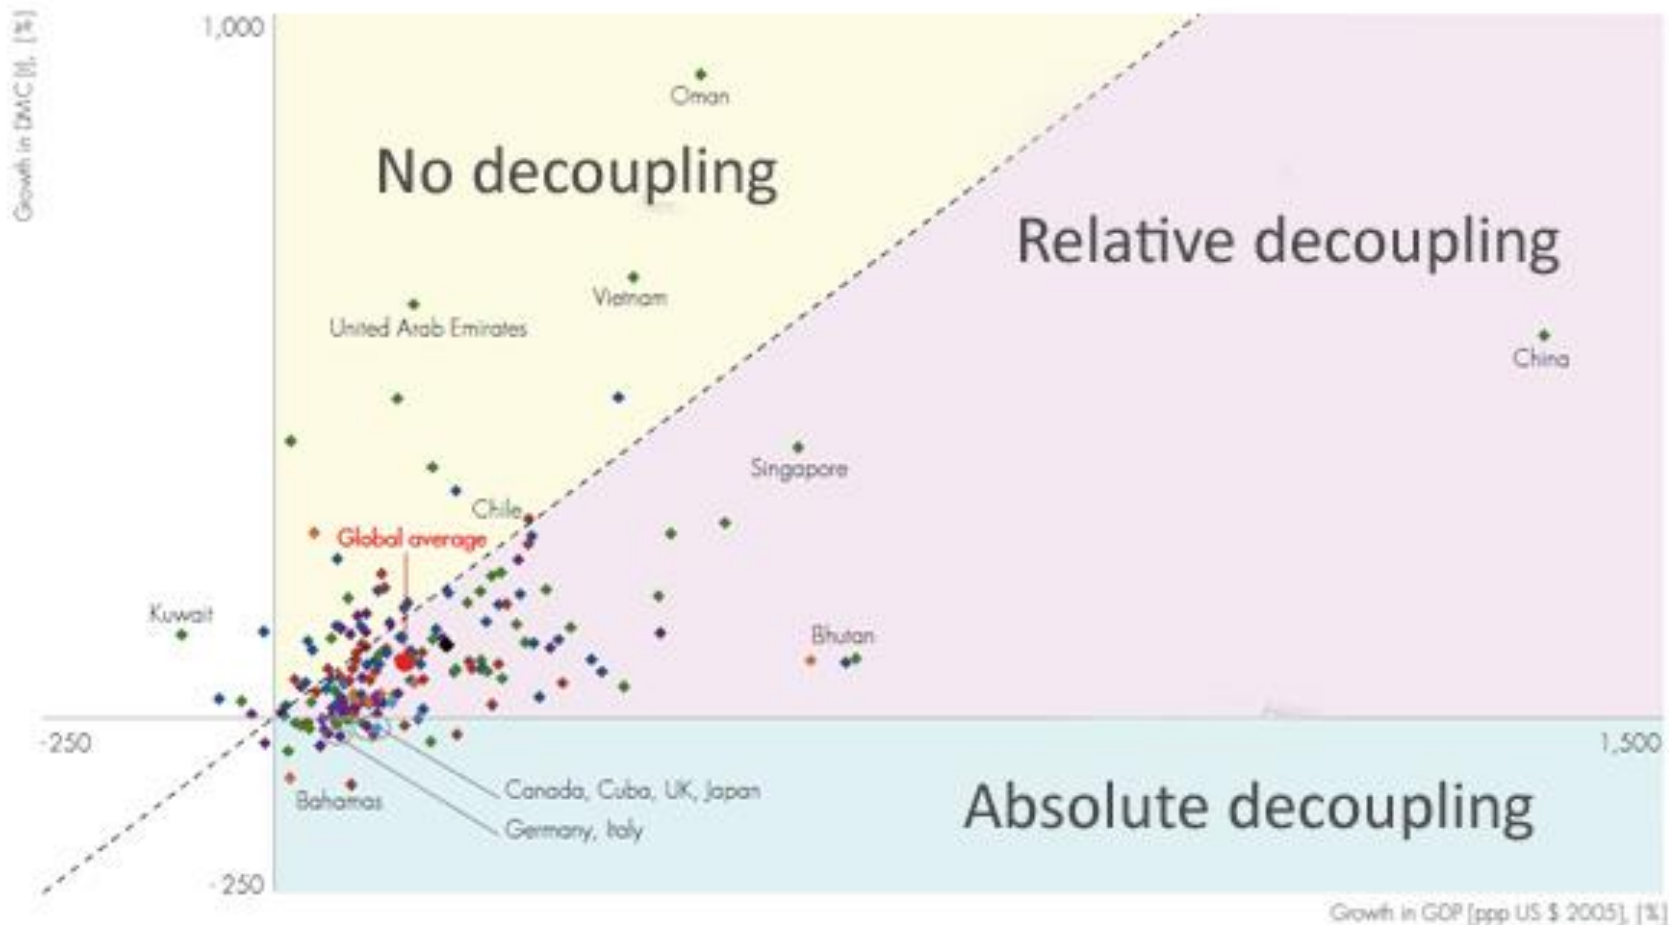 Growth in DMC [t], [%]
1,000
Oman
No decoupling
Relative decoupling
Vietnam
United Arab Emirates
China
Singapore
Chile
Global average
Kuwait
Bhutan
-250
1,500
Canada, Cuba, UK, Japan
Bahamas
Absolute decoupling
Germany, Italy
- 250
Growth in GDP [ppp US $ 2005], [%]